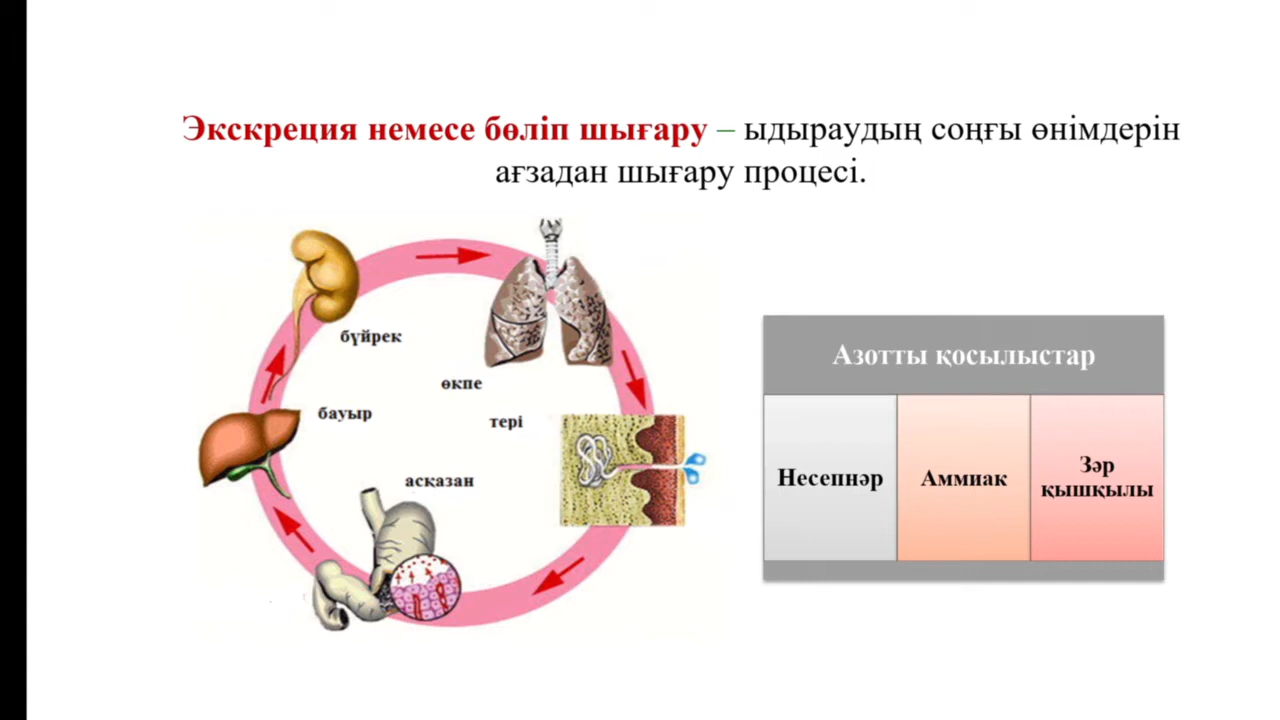 Экскреция немесе бөліп шығару – ыдыраудың соңғы өнімдерін
ағзадан шығару процесі.
бүйрек
өкпе
бауыр
тері
асқазан
Азотты қосылыстар
Несепнәр
Аммиак
Зәр
қышқылы